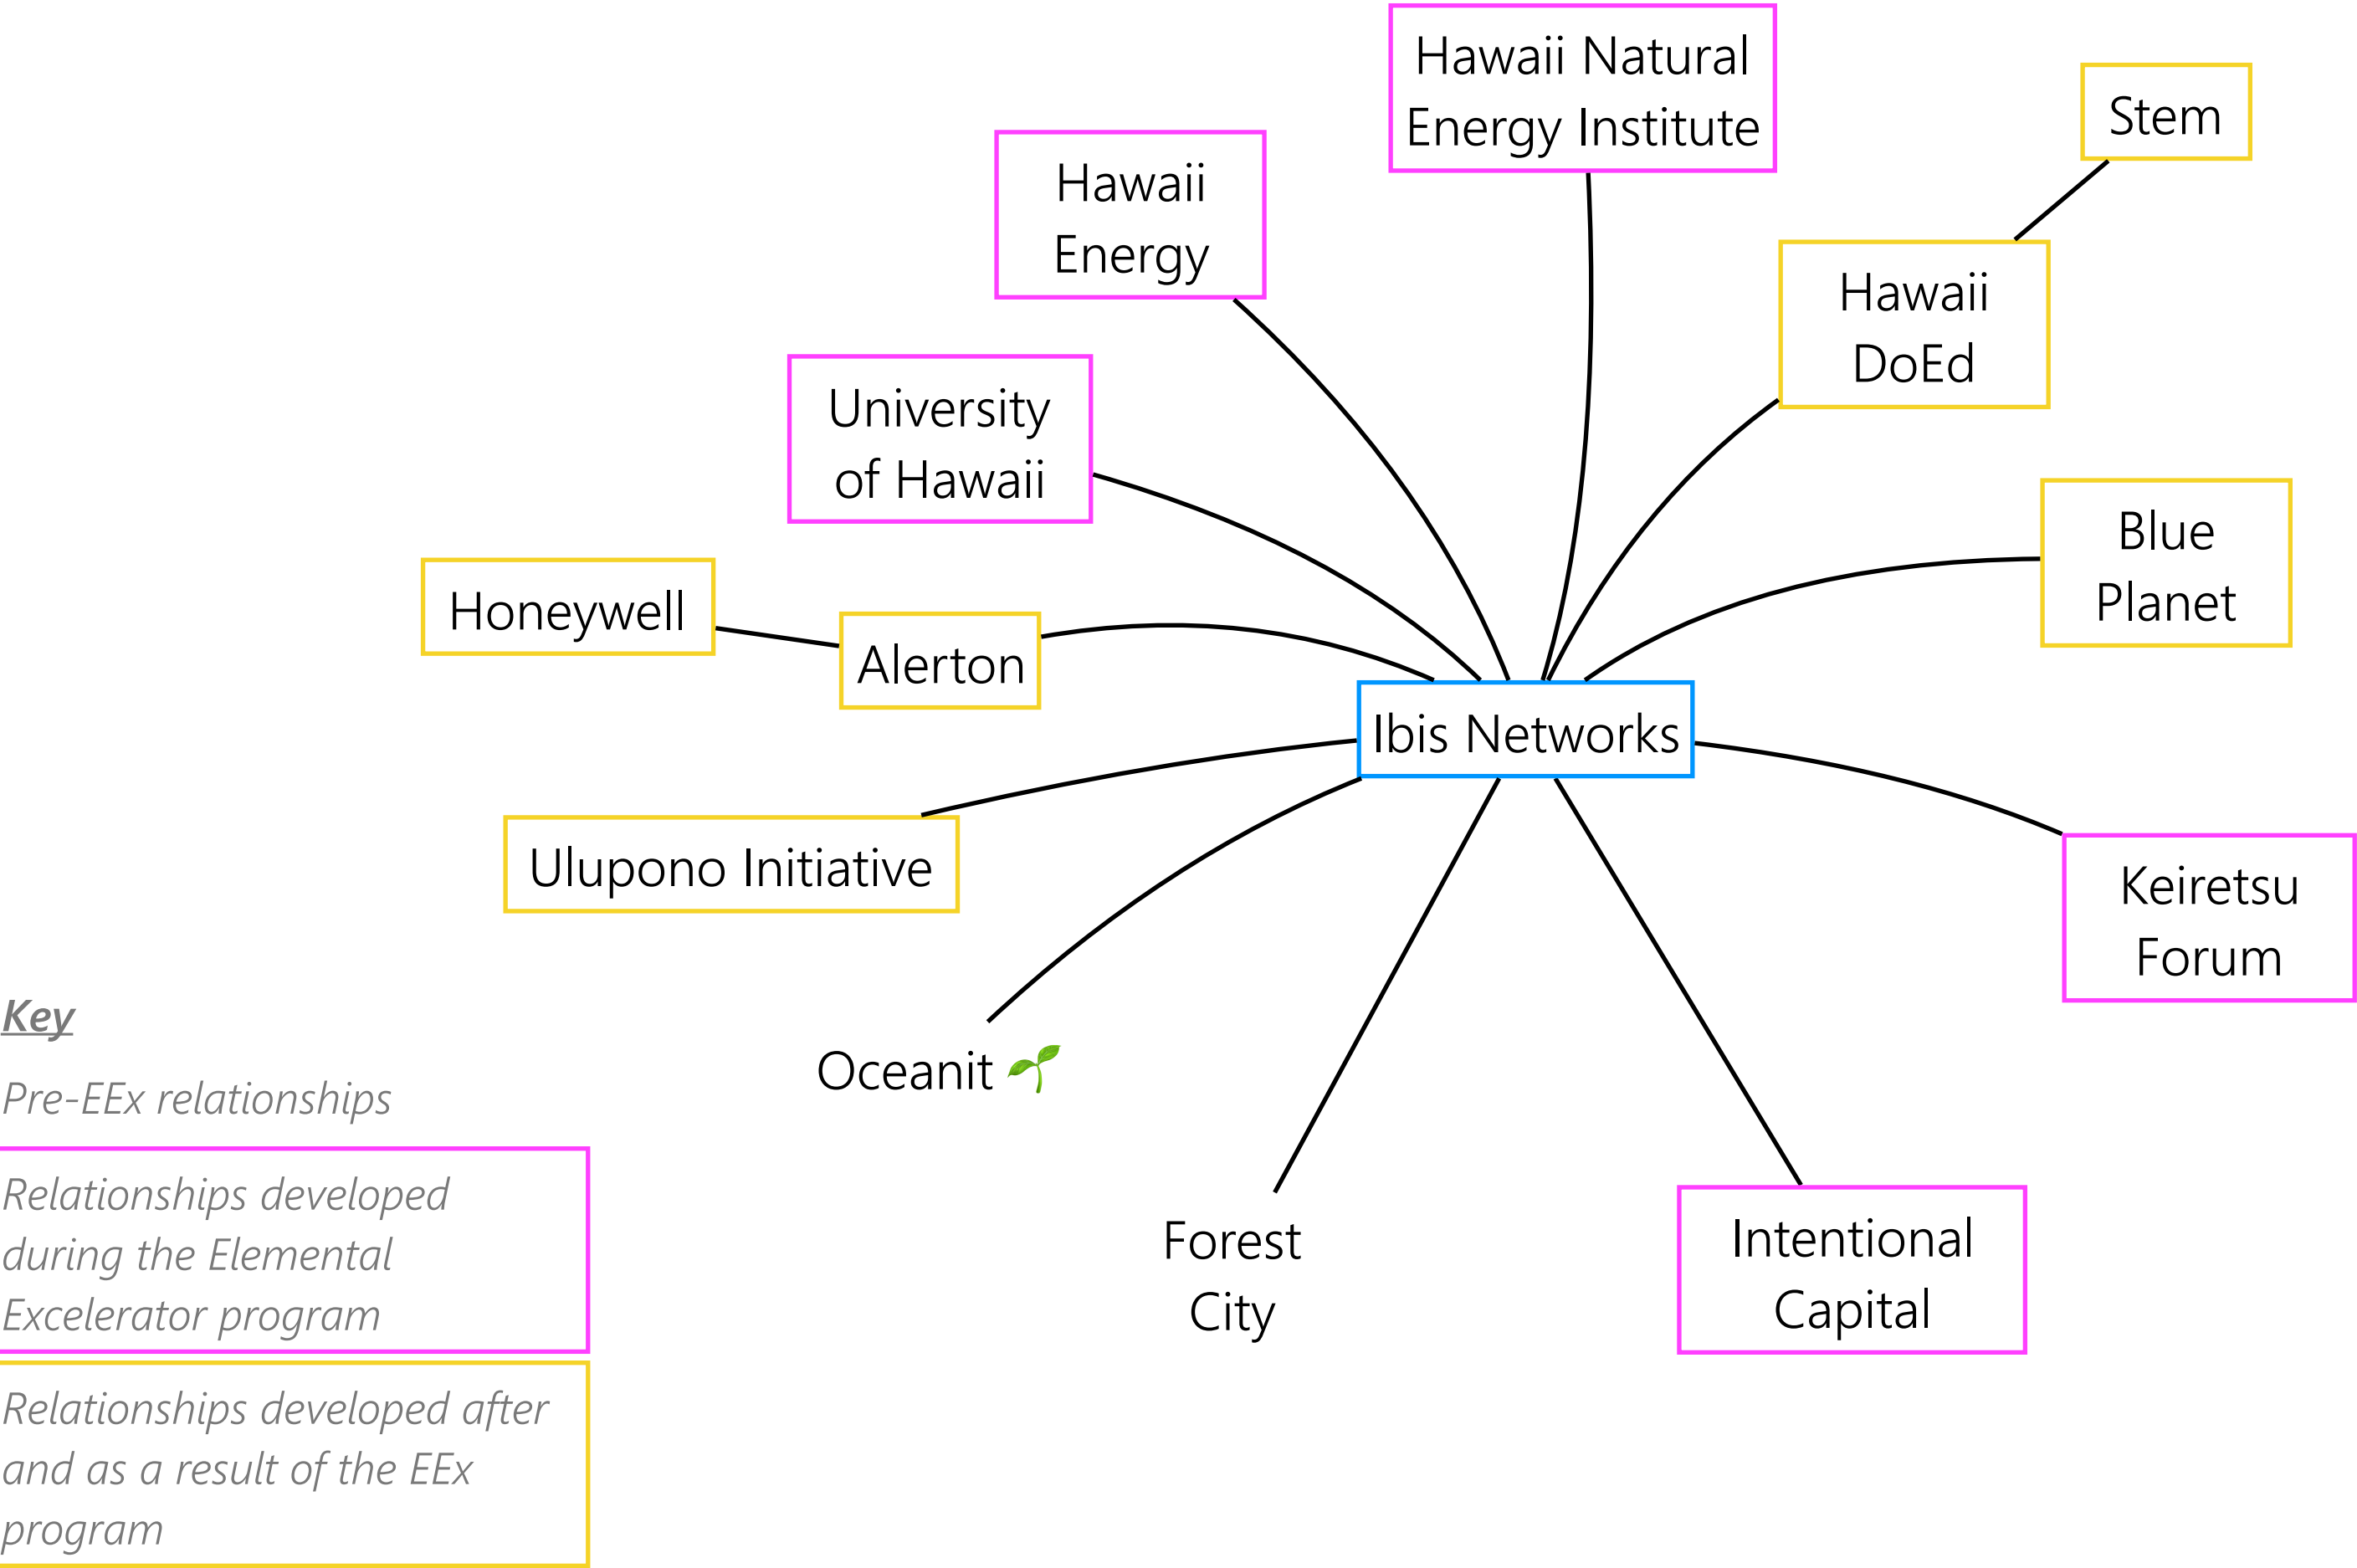 Hawaii Natural
Energy Institute
Stem
Hawaii
Energy
Hawaii
DoEd
University
of Hawaii
Blue
Planet
Honeywell
Alerton
Ibis Networks
Ulupono Initiative
Keiretsu
Forum
Oceanit
Forest
City
Intentional
Capital
Key
Pre-EEx relationships
Relationships developed
during the Elemental
Excelerator program
Relationships developed after
and as a result of the EEx
program